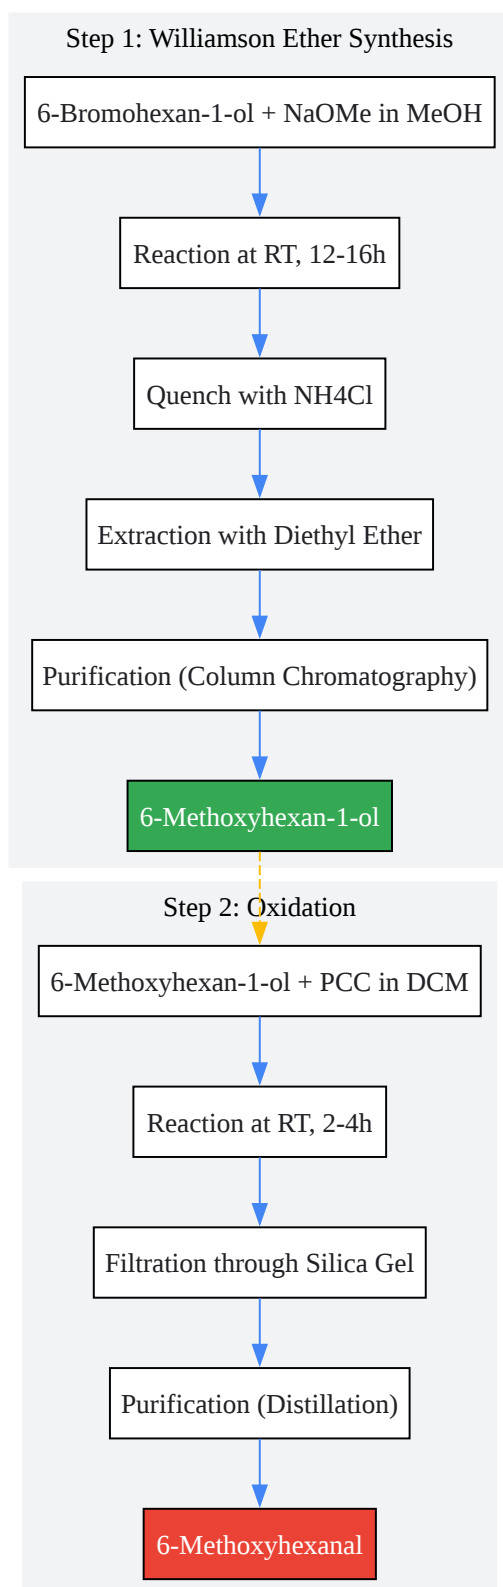 Step 1: Williamson Ether Synthesis
6-Bromohexan-1-ol + NaOMe in MeOH
Reaction at RT, 12-16h
Quench with NH4Cl
Extraction with Diethyl Ether
Purification (Column Chromatography)
6-Methoxyhexan-1-ol
Step 2: Oxidation
6-Methoxyhexan-1-ol + PCC in DCM
Reaction at RT, 2-4h
Filtration through Silica Gel
Purification (Distillation)
6-Methoxyhexanal